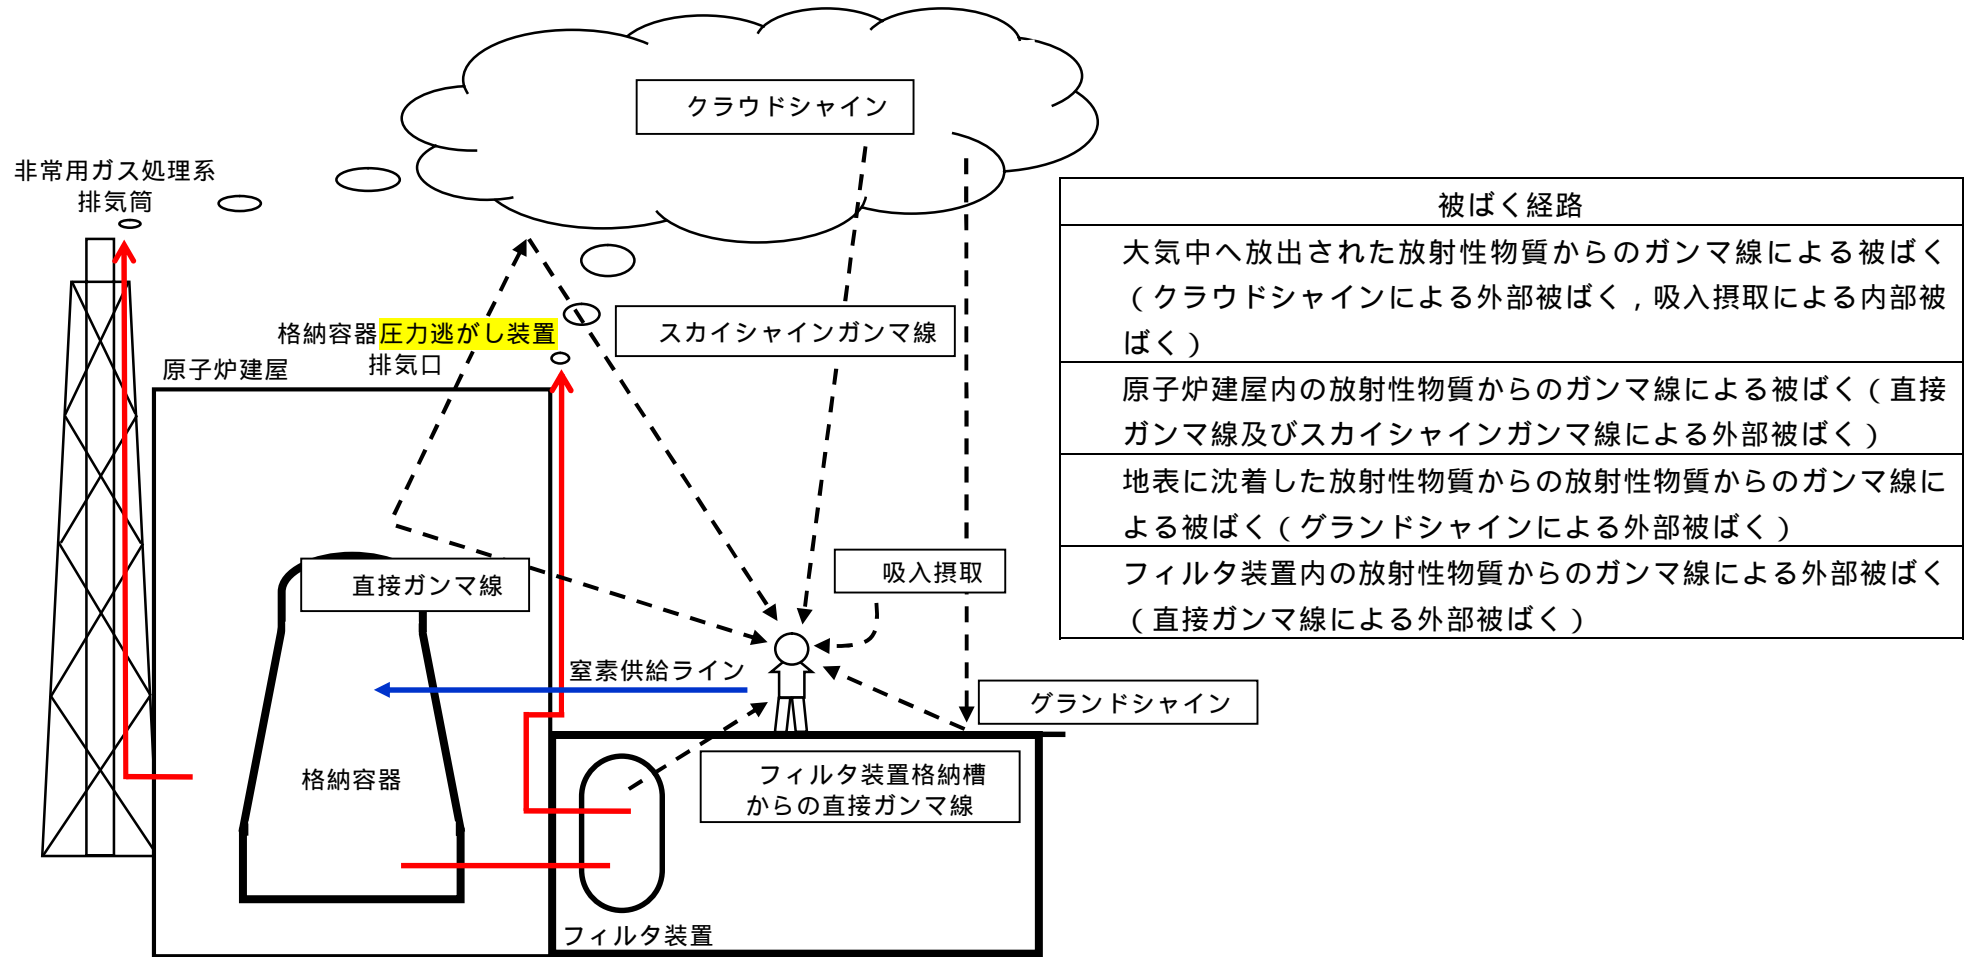 クラウドシャイン
非常用ガス処理系
排気筒
スカイシャインガンマ線
格納容器圧力逃がし装置
排気口
原子炉建屋
直接ガンマ線
吸入摂取
窒素供給ライン
グランドシャイン
格納容器
フィルタ装置格納槽
からの直接ガンマ線
フィルタ装置
被ばく経路
大気中へ放出された放射性物質からのガンマ線による被ばく
（クラウドシャインによる外部被ばく，吸入摂取による内部被
ばく）
原子炉建屋内の放射性物質からのガンマ線による被ばく（直接
ガンマ線及びスカイシャインガンマ線による外部被ばく）
地表に沈着した放射性物質からの放射性物質からのガンマ線に
よる被ばく（グランドシャインによる外部被ばく）
フィルタ装置内の放射性物質からのガンマ線による外部被ばく
（直接ガンマ線による外部被ばく）